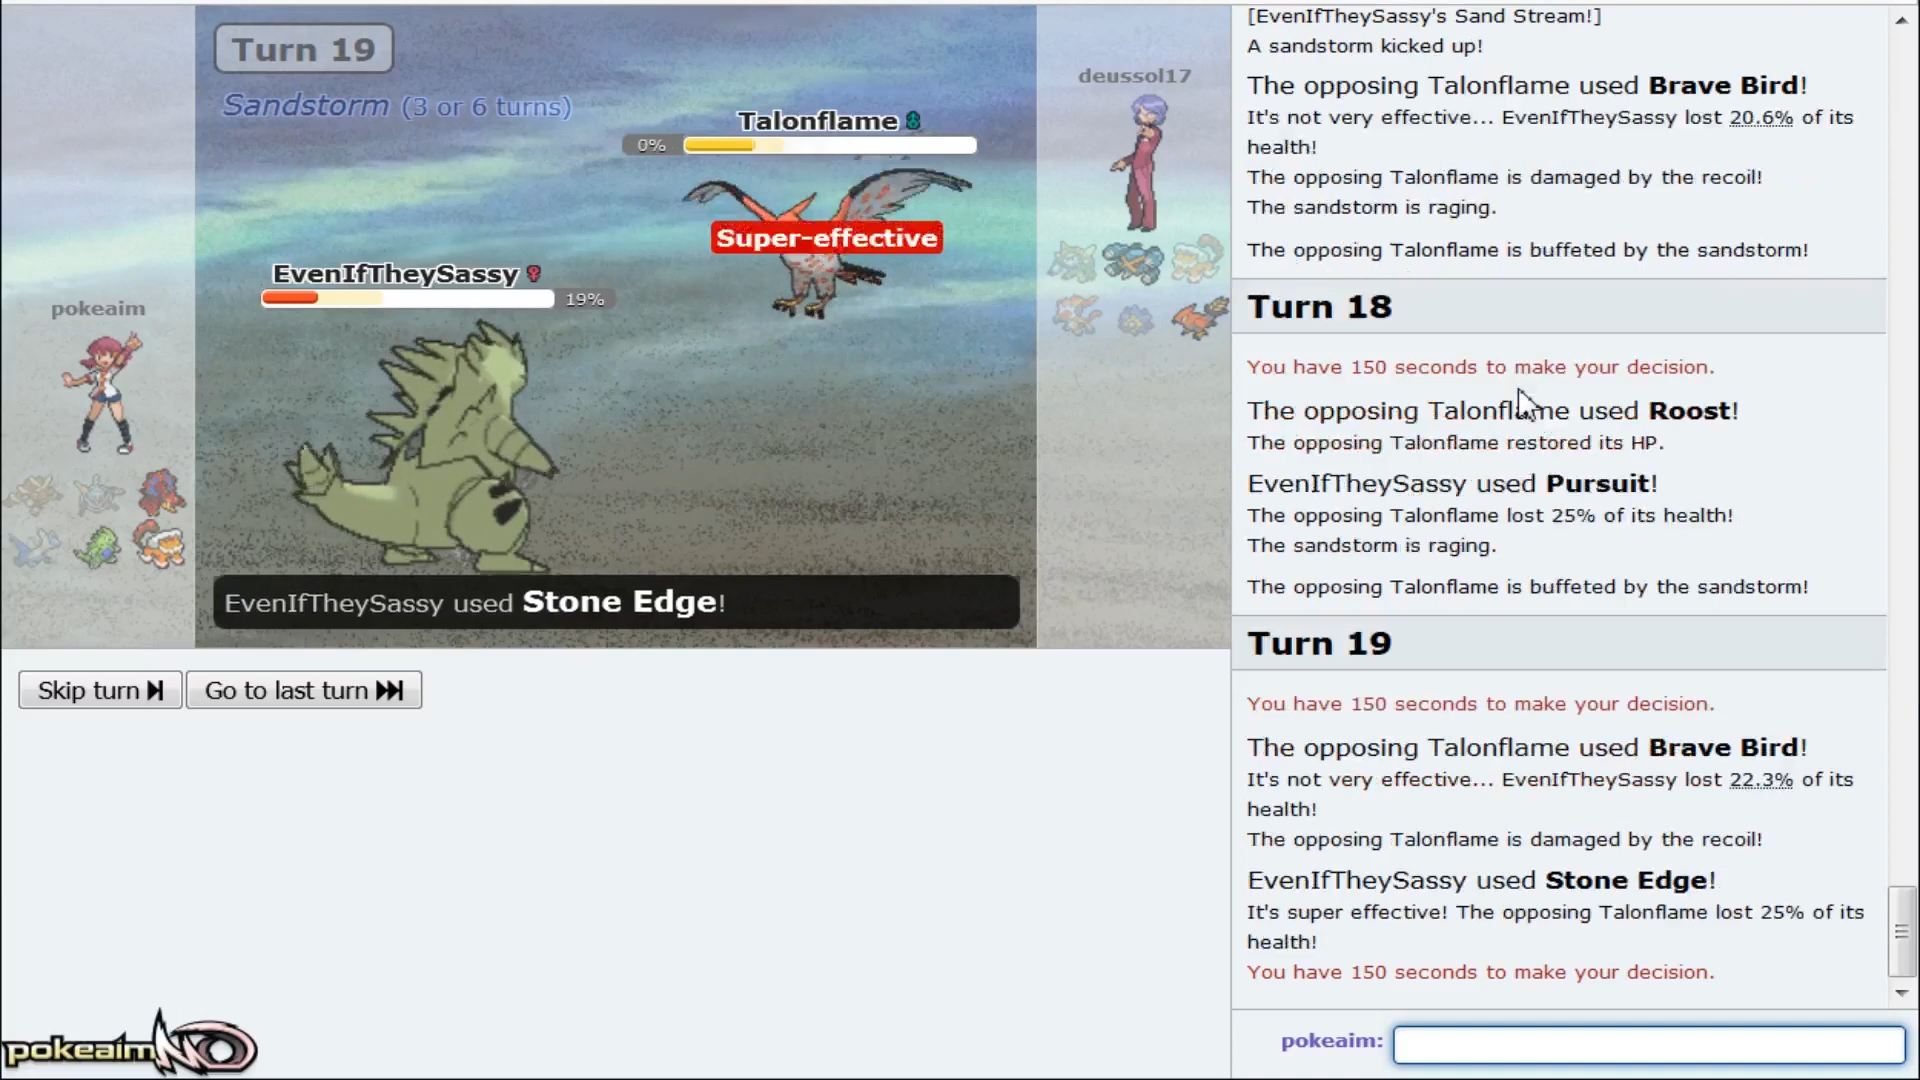 Turn 19
Sandstorm (3 or 6 turns)
Talonflame
0%
Super-effective
EvenIfTheySassy
19%
pokeaim
deussol17
EvenIfTheySassy used Stone Edge!
Skip turn
Go to last turn
pokeaimMD
[EvenIfTheySassy's Sand Stream!]
A sandstorm kicked up!
The opposing Talonflame used Brave Bird!
It's not very effective... EvenIfTheySassy lost 20.6% of its
health!
The opposing Talonflame is damaged by the recoil!
The sandstorm is raging.
The opposing Talonflame is buffeted by the sandstorm!
Turn 18
You have 150 seconds to make your decision.
The opposing Talonflame used Roost!
The opposing Talonflame restored its HP.
EvenIfTheySassy used Pursuit!
The opposing Talonflame lost 25% of its health!
The sandstorm is raging.
The opposing Talonflame is buffeted by the sandstorm!
Turn 19
You have 150 seconds to make your decision.
The opposing Talonflame used Brave Bird!
It's not very effective... EvenIfTheySassy lost 22.3% of its
health!
The opposing Talonflame is damaged by the recoil!
EvenIfTheySassy used Stone Edge!
It's super effective! The opposing Talonflame lost 25% of its
health!
You have 150 seconds to make your decision.
pokeaim: